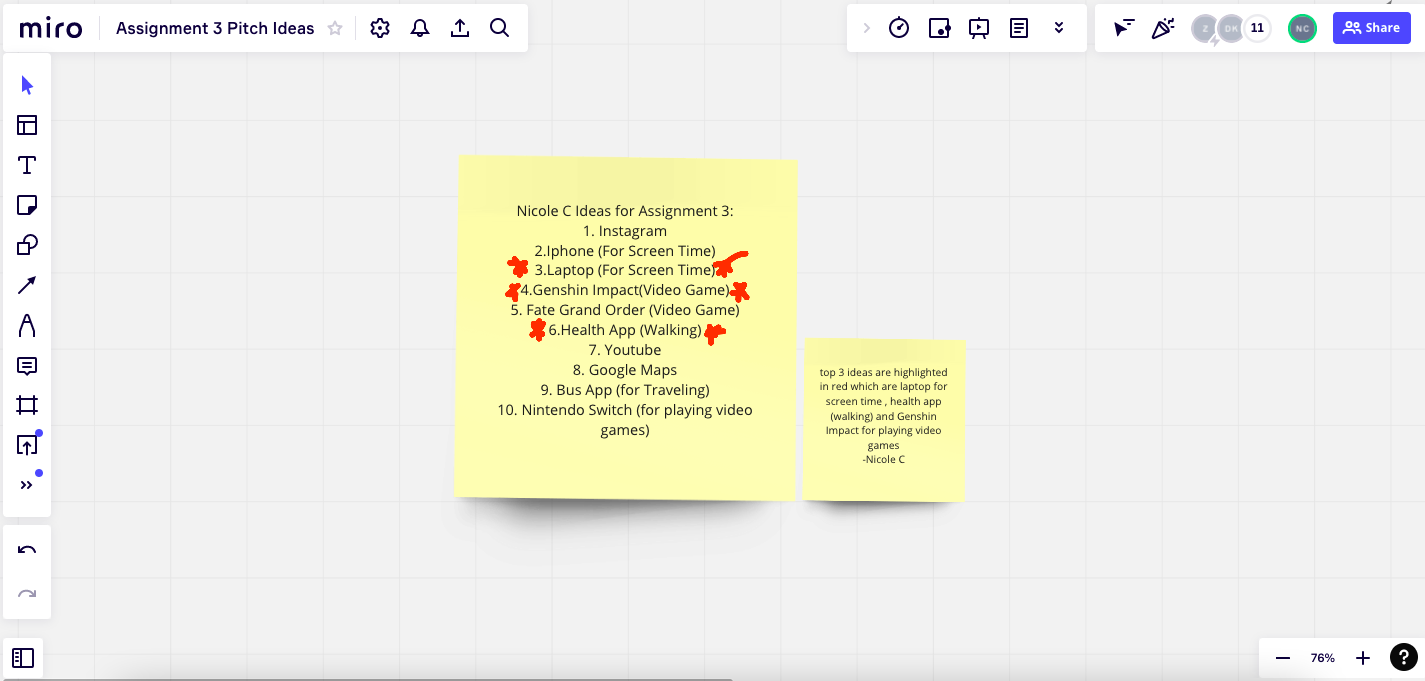 miro
Assignment 3 Pitch Ideas
Z
DK
11
NC
Share
Nicole C Ideas for Assignment 3:
1. Instagram
2.Iphone (For Screen Time)
3.Laptop (For Screen Time)
4.Genshin Impact(Video Game)
5. Fate Grand Order (Video Game)
6.Health App (Walking)
7. Youtube
8. Google Maps
9. Bus App (for Traveling)
10. Nintendo Switch (for playing video
games)
top 3 ideas are highlighted
in red which are laptop for
screen time , health app
(walking) and Genshin
Impact for playing video
games
-Nicole C
76%
?